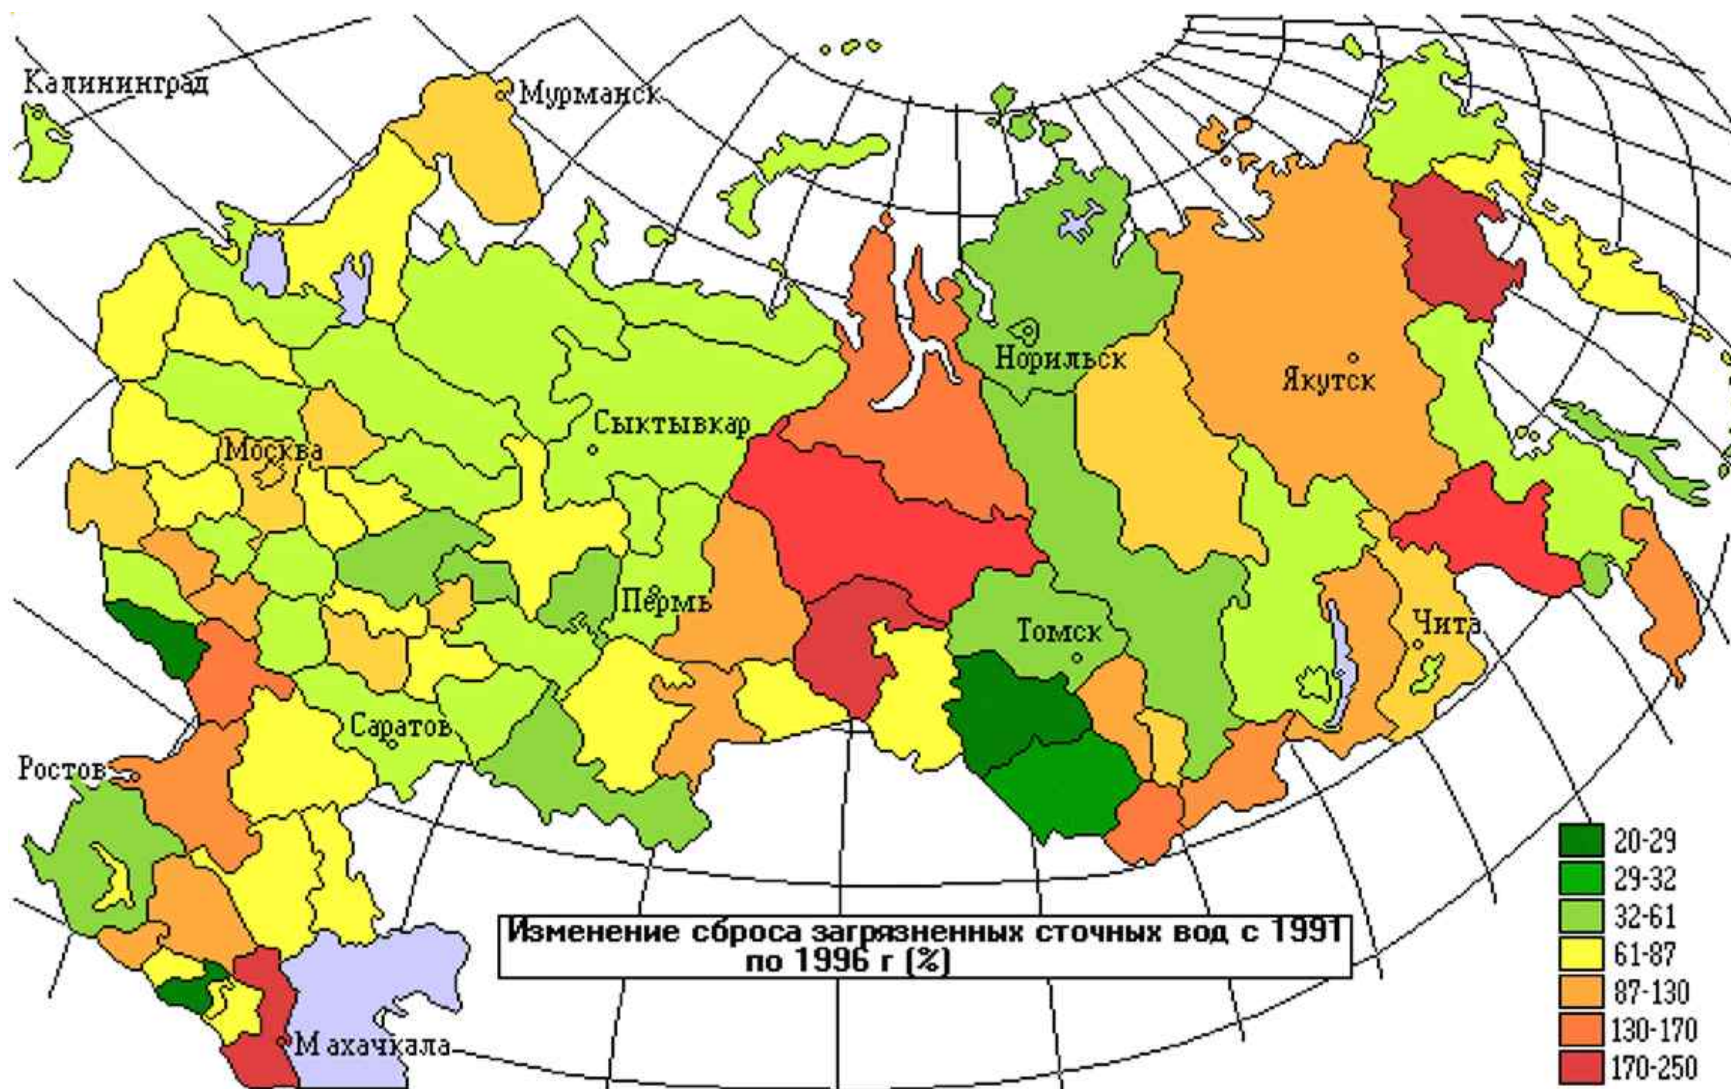 Калининград
Мурманск
Норильск
Якутск
Сыктывкар
Москва
Пермь
Томск
Чита
Саратов
Ростов
Махачкала
20-29
29-32
32-61
61-87
87-130
130-170
170-250
Изменение сброса загрязненных сточных вод с 1991
по 1996 г (%)